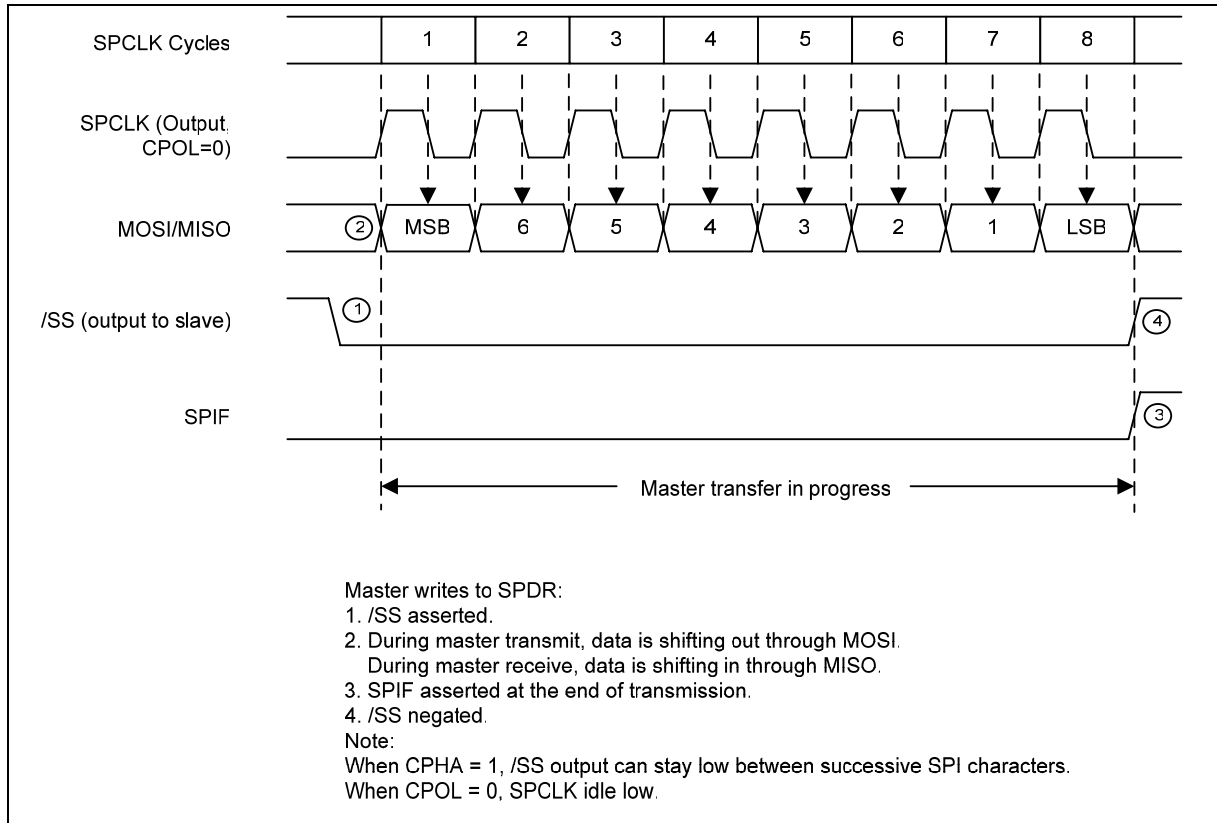 SPCLK Cycles
1 2 3 4 5 6 7 8
SPCLK (Output,
CPOL=0)
MOSI/MISO
2 MSB 6 5 4 3 2 1 LSB
/SS (output to slave)
1
4
SPIF
3
Master transfer in progress
Master writes to SPDR:
1. /SS asserted.
2. During master transmit, data is shifting out through MOSI.
During master receive, data is shifting in through MISO.
3. SPIF asserted at the end of transmission.
4. /SS negated.
Note:
When CPHA = 1, /SS output can stay low between successive SPI characters.
When CPOL = 0, SPCLK idle low.